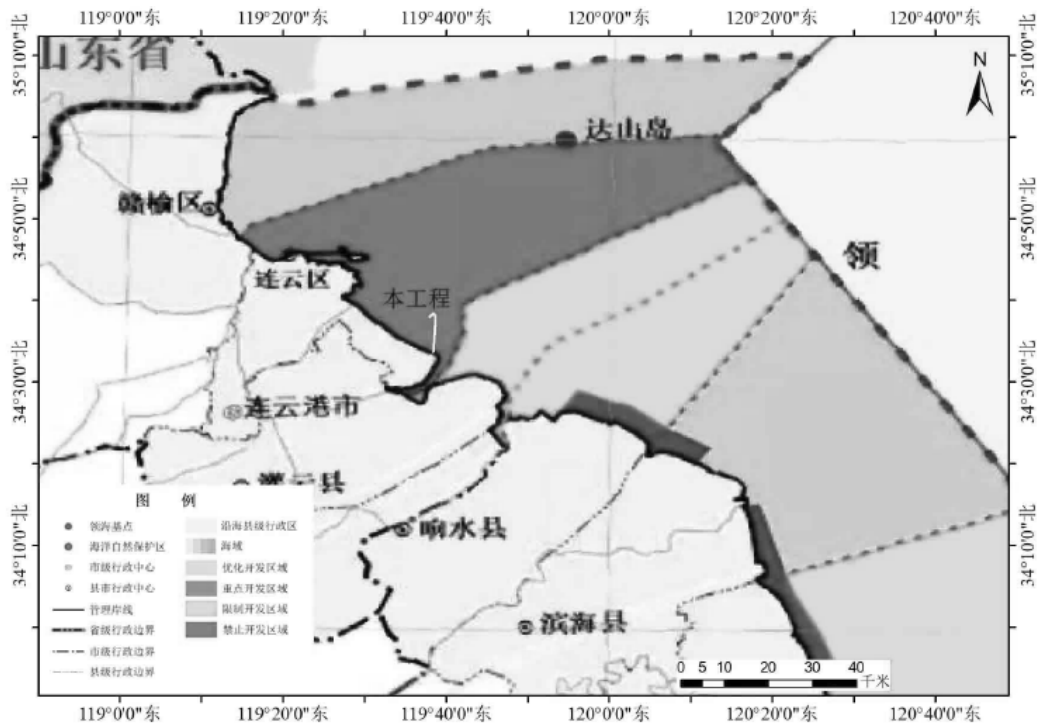 119°0'0"东 119°20'0"东 119°40'0"东 120°0'0"东 120°20'0"东 120°40'0"东
35°10'0"北
34°50'0"北
34°30'0"北
34°10'0"北
35°10'0"北
34°50'0"北
34°30'0"北
34°10'0"北
山东省
N
达山岛
赣榆区
领
连云区
本工程
连云港市
灌云县
响水县
滨海县
图 例
领海基点
海洋自然保护区
市级行政中心
县市行政中心
管理岸线
省级行政边界
市级行政边界
县级行政边界
沿海县级行政区
海域
优化开发区域
重点开发区域
限制开发区域
禁止开发区域
0 5 10 20 30 40
千米
119°0'0"东 119°20'0"东 119°40'0"东 120°0'0"东 120°20'0"东 120°40'0"东